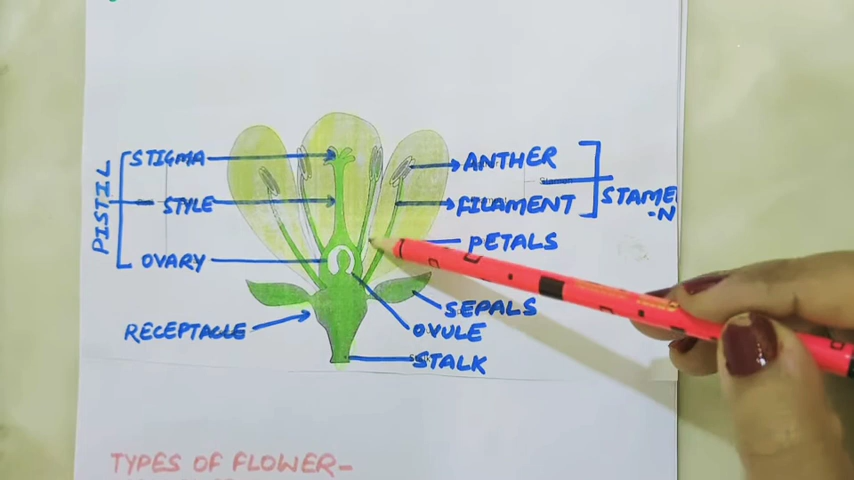 STIGMA
STYLE
OVARY
PISTIL
RECEPTACLE
ANTHER
FILAMENT
STAMEN
-N
PETALS
SEPALS
OVULE
STALK
TYPES OF FLOWER-